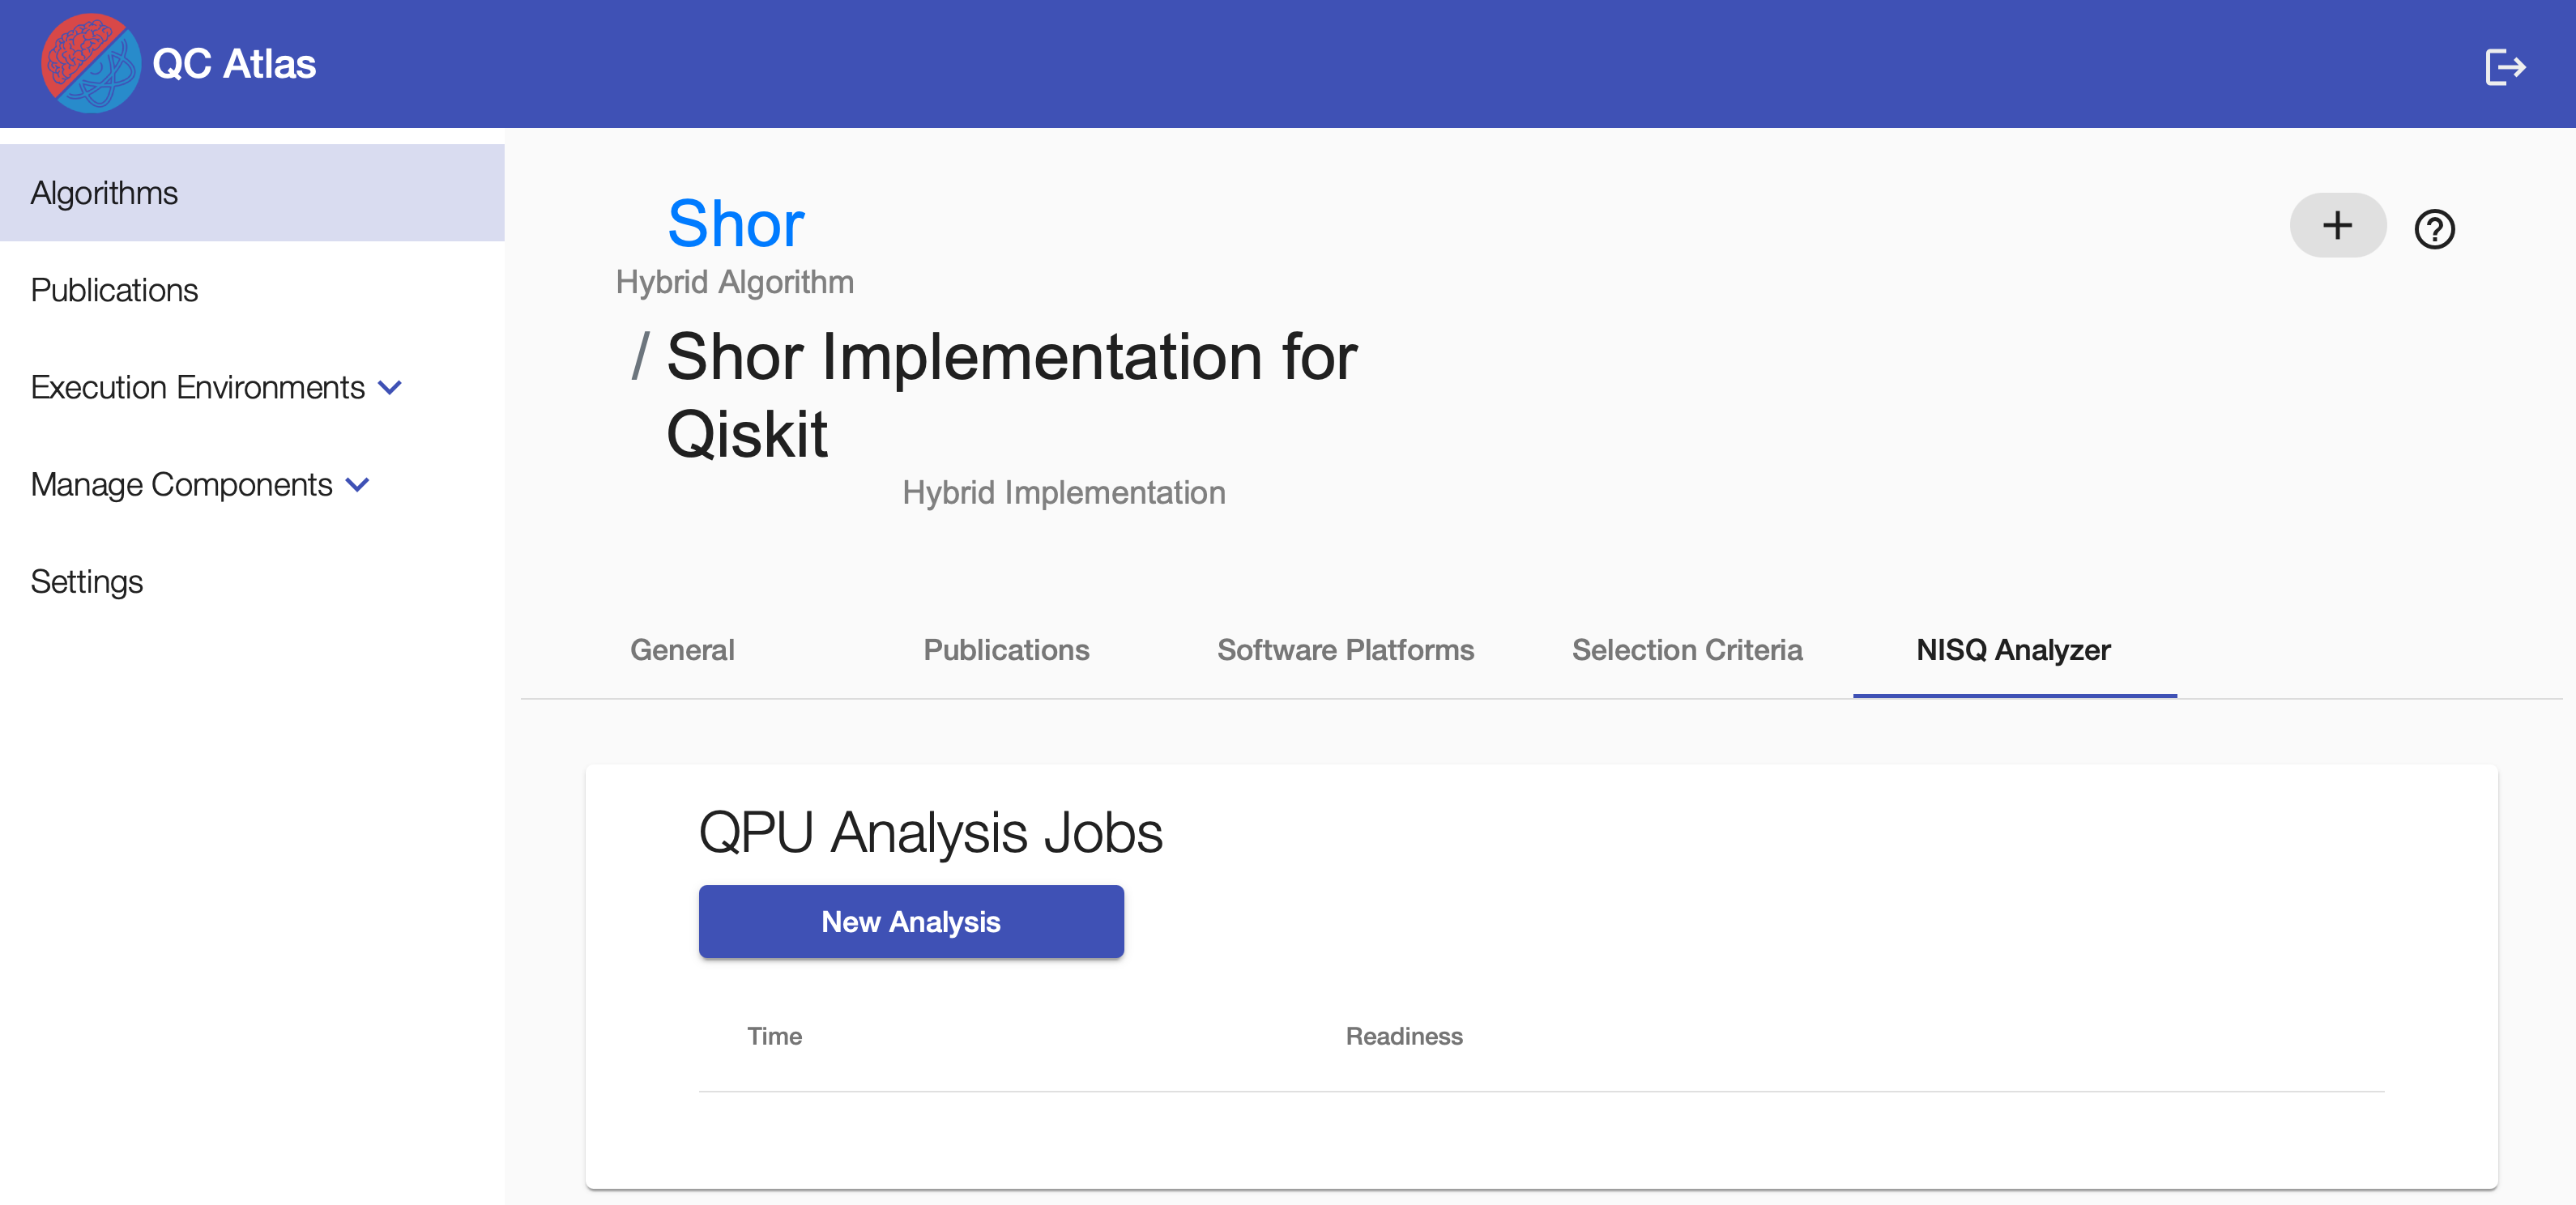 QC Atlas
Algorithms
Publications
Execution Environments
Manage Components
Settings
Shor
Hybrid Algorithm
/ Shor Implementation for
Qiskit
Hybrid Implementation
General
Publications
Software Platforms
Selection Criteria
NISQ Analyzer
QPU Analysis Jobs
New Analysis
Time
Readiness